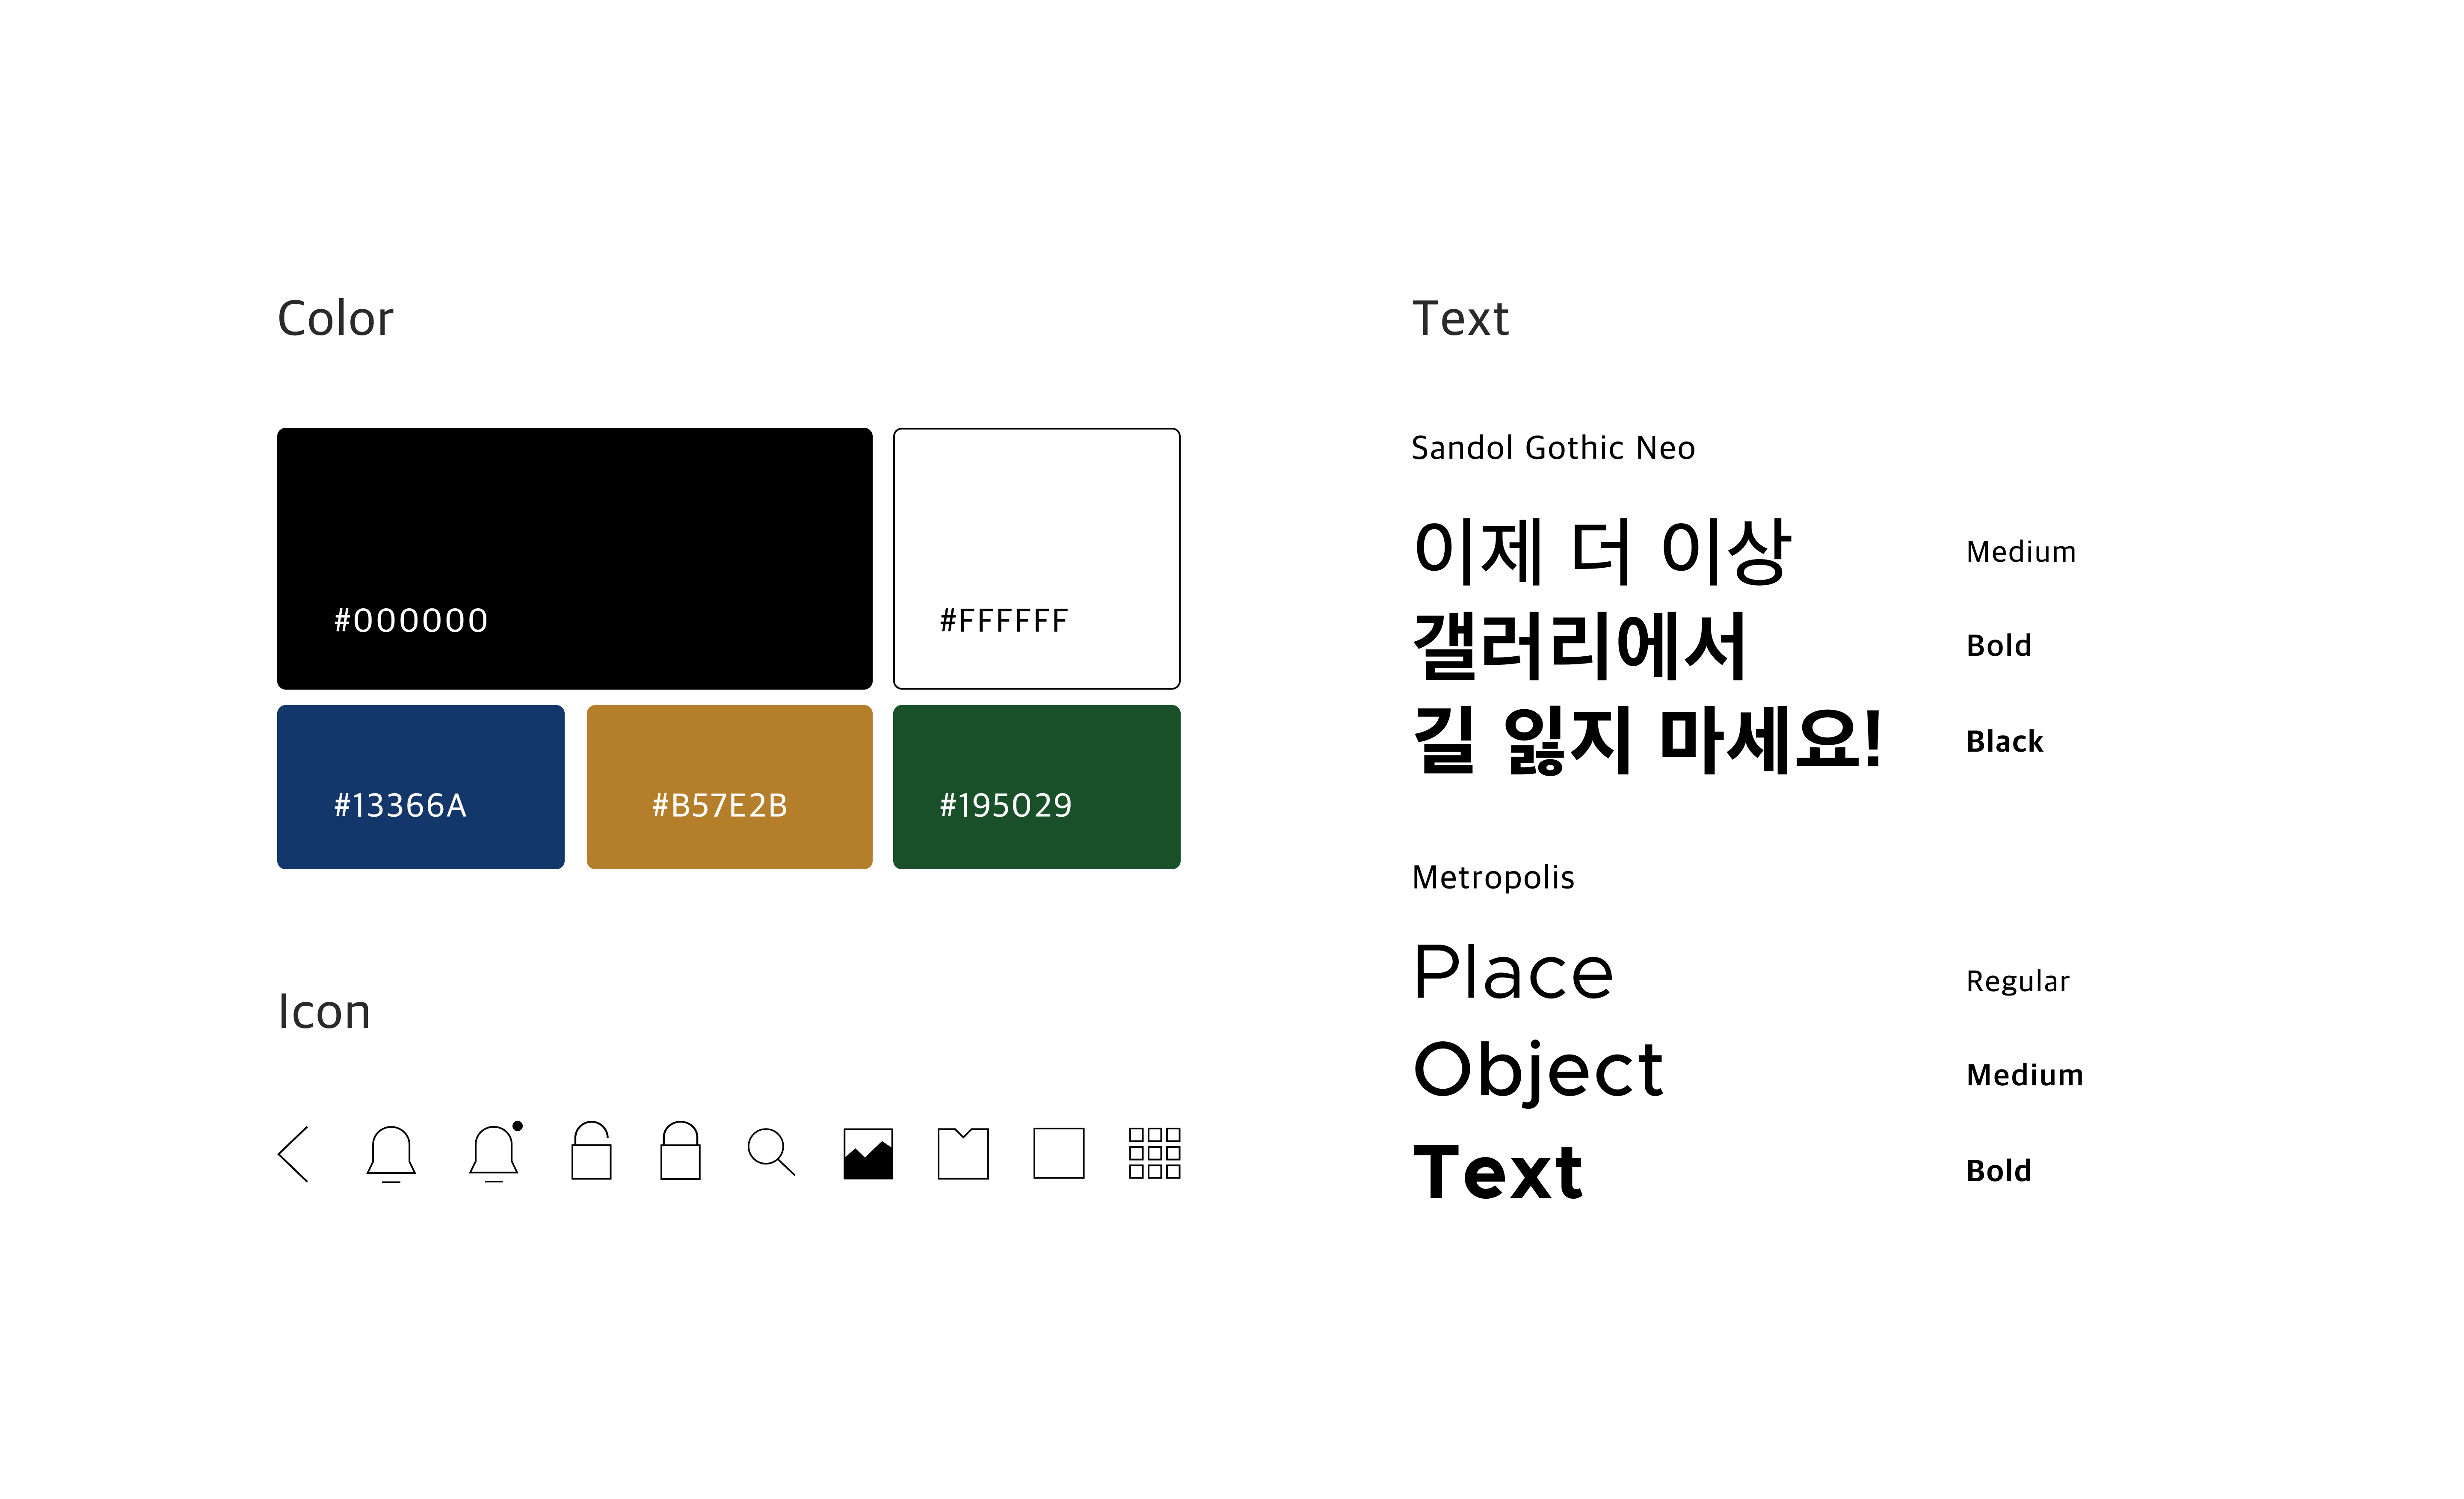 Color
#000000
#FFFFFF
#13366A
#B57E2B
#195029
Icon
Text
Sandol Gothic Neo
이제 더 이상
Medium
갤러리에서
Bold
길 잃지 마세요!
Black
Metropolis
Place
Regular
Object
Medium
Text
Bold